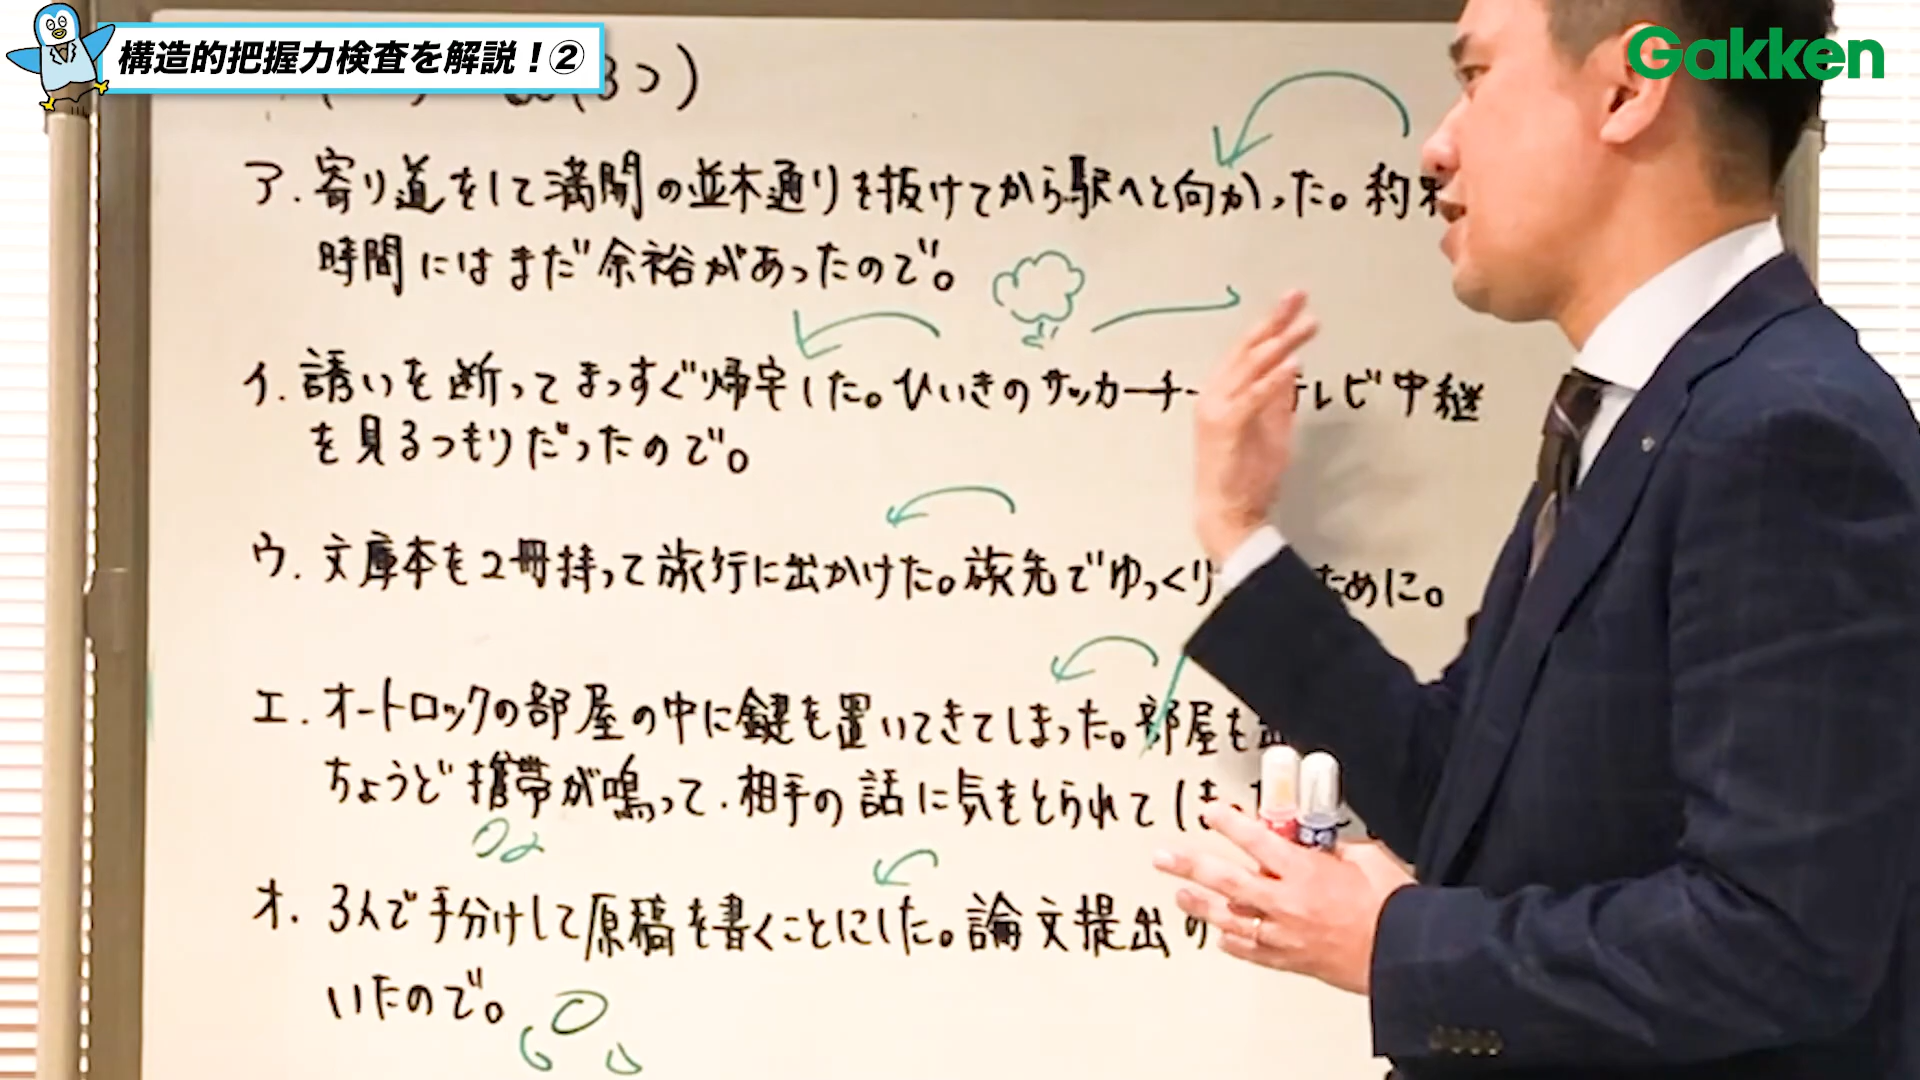 構造的把握力検査を解説！②
Gakken
3つ)
ア. 寄り道をして満開の並木通りを抜けてから駅へと向かった。約
時間にはまだ余裕があったので。
イ. 誘いを断ってまっすぐ帰宅した。ひいきのサッカーチー テレビ中継
を見るつもりだったので。
ウ. 文庫本を2冊持って旅行に出かけた。旅先でゆっくり ために。
エ. オートロックの部屋の中に鍵を置いてきてしまった。部屋を
ちょうど携帯が鳴って.相手の話に気をとられてしまっ
オ. 3人で手分けして原稿を書くことにした。論文提出の
いたので。